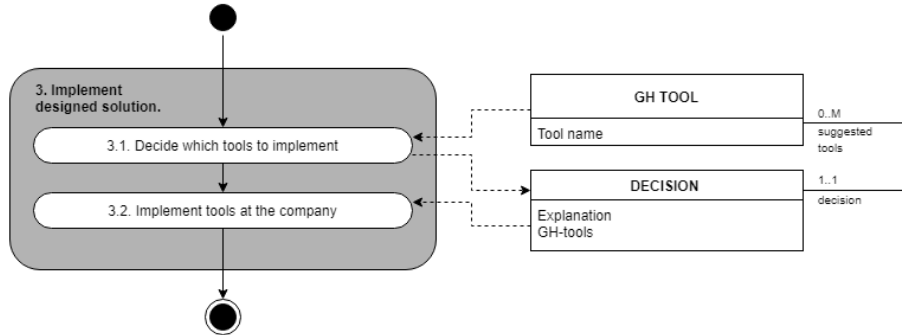 3. Implement
designed solution.
3.1. Decide which tools to implement
3.2. Implement tools at the company
GH TOOL
Tool name
0..M
suggested
tools
DECISION
Explanation
GH-tools
1..1
decision